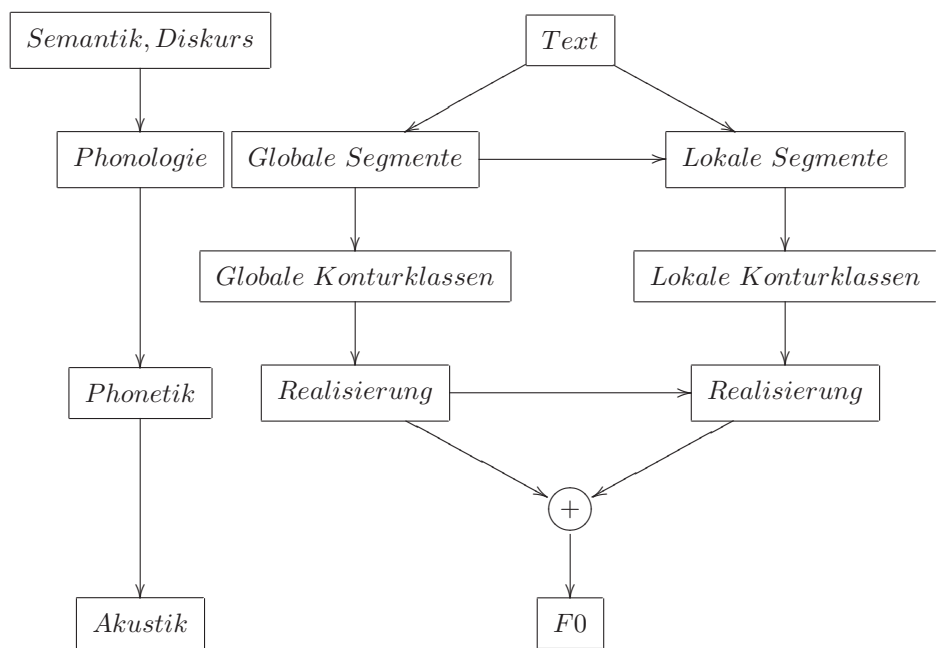 Semantik, Diskurs
Text
Phonologie
Globale Segmente
Lokale Segmente
Globale Konturklassen
Lokale Konturklassen
Phonetik
Realisierung
Realisierung
+
Akustik
F0